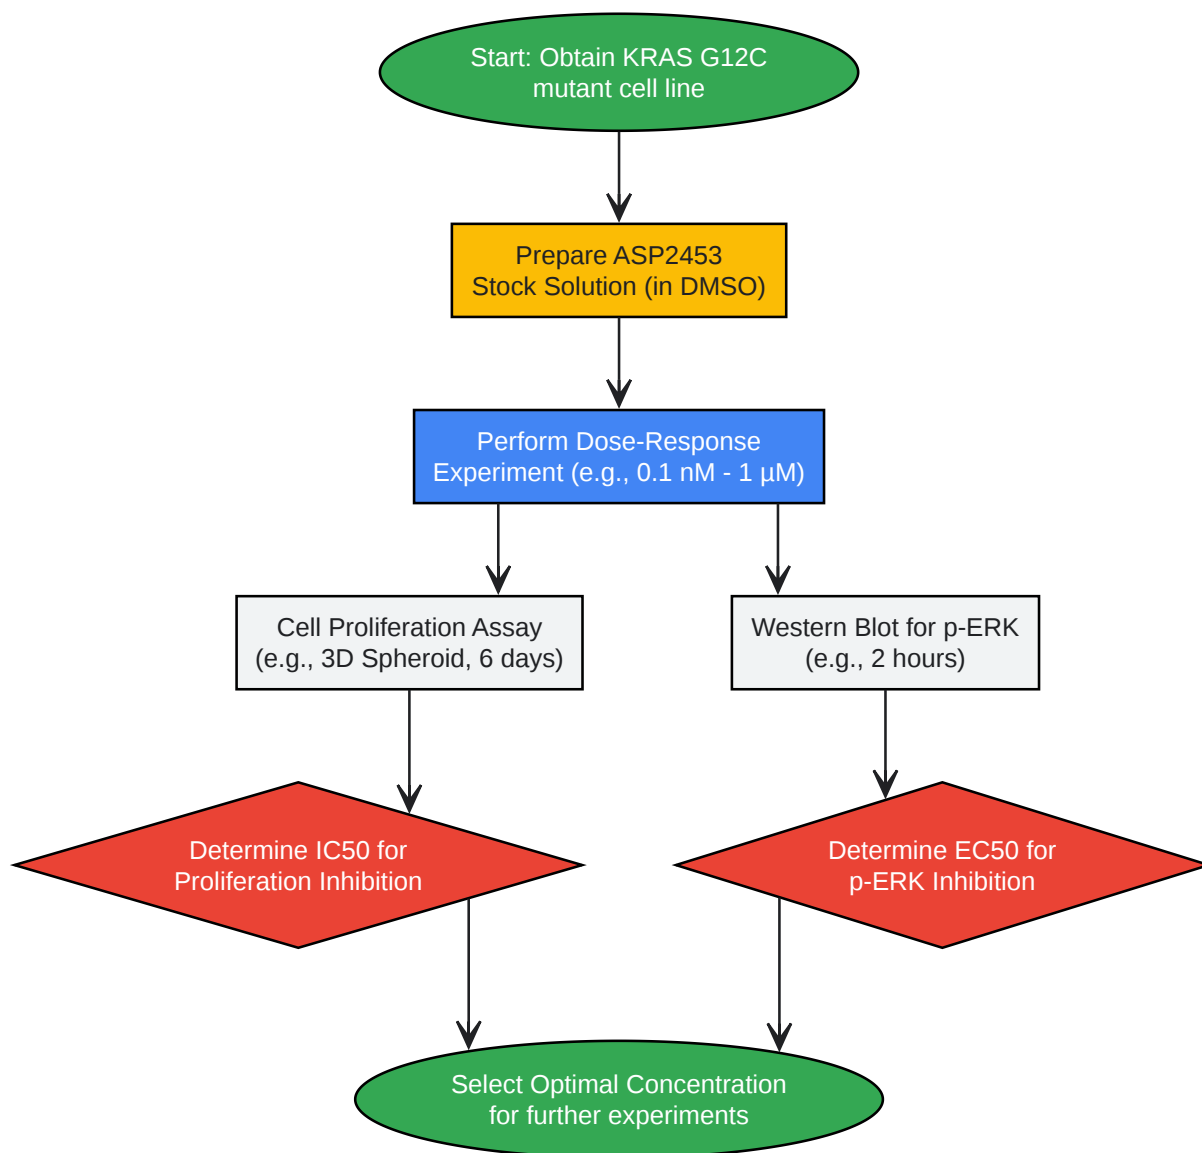 Start: Obtain KRAS G12C
mutant cell line
Prepare ASP2453
Stock Solution (in DMSO)
Perform Dose-Response
Experiment (e.g., 0.1 nM - 1 µM)
Cell Proliferation Assay
(e.g., 3D Spheroid, 6 days)
Western Blot for p-ERK
(e.g., 2 hours)
Determine IC50 for
Proliferation Inhibition
Determine EC50 for
p-ERK Inhibition
Select Optimal Concentration
for further experiments